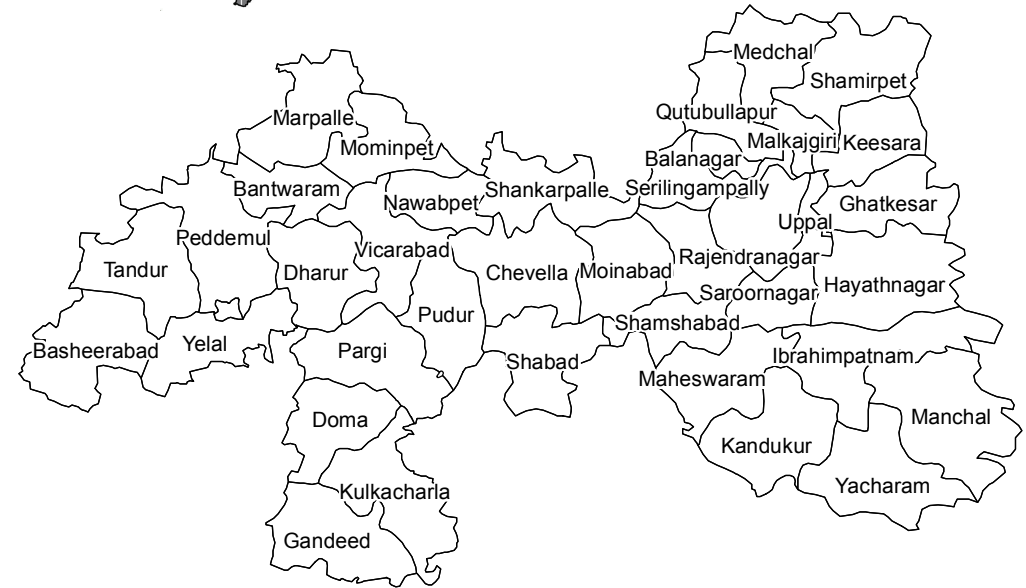 Medchal
Shamirpet
Qutubullapur
Marpalle
Malkajgiri
Keesara
Mominpet
Balanagar
Bantwaram
Shankarpalle
Serilingampally
Nawabpet
Ghatkesar
Uppal
Peddemul
Vicarabad
Rajendranagar
Tandur
Dharur
Chevella
Moinabad
Hayathnagar
Saroornagar
Pudur
Shamshabad
Basheerabad
Yelal
Pargi
Shabad
Ibrahimpatnam
Maheswaram
Doma
Manchal
Kandukur
Kulkacharla
Yacharam
Gandeed